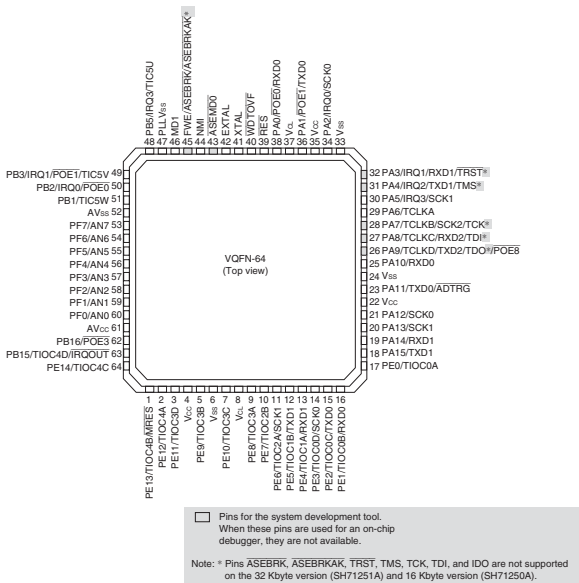 48 PB5/IRQ3/TIC5U
47 PLLVss
46 MD1
45 FWE/ASEBRK/ASEBRKAK*
44 NMI
43 ASEMD0
42 EXTAL
41 XTAL
40 WDTOVF
39 RES
38 PA0/POE0/RXD0
37 VCL
36 PA1/POE1/TXD0
35 Vcc
34 PA2/IRQ0/SCK0
33 Vss
PB3/IRQ1/POE1/TIC5V 49
PB2/IRQ0/POE0 50
PB1/TIC5W 51
AVss 52
PF7/AN7 53
PF6/AN6 54
PF5/AN5 55
PF4/AN4 56
PF3/AN3 57
PF2/AN2 58
PF1/AN1 59
PF0/AN0 60
AVcc 61
PB16/POE3 62
PB15/TIOC4D/IRQOUT 63
PE14/TIOC4C 64
VQFN-64
(Top view)
32 PA3/IRQ1/RXD1/TRST*
31 PA4/IRQ2/TXD1/TMS*
30 PA5/IRQ3/SCK1
29 PA6/TCLKA
28 PA7/TCLKB/SCK2/TCK*
27 PA8/TCLKC/RXD2/TDI*
26 PA9/TCLKD/TXD2/TDO*/POE8
25 PA10/RXD0
24 Vss
23 PA11/TXD0/ADTRG
22 Vcc
21 PA12/SCK0
20 PA13/SCK1
19 PA14/RXD1
18 PA15/TXD1
17 PE0/TIOC0A
PE13/TIOC4B/MRES 1
PE12/TIOC4A 2
PE11/TIOC3D 3
Vcc 4
PE9/TIOC3B 5
Vss 6
PE10/TIOC3C 7
VCL 8
PE8/TIOC3A 9
PE7/TIOC2B 10
PE6/TIOC2A/SCK1 11
PE5/TIOC1B/TXD1 12
PE4/TIOC1A/RXD1 13
PE3/TIOC0D/SCK0 14
PE2/TIOC0C/TXD0 15
PE1/TIOC0B/RXD0 16
Pins for the system development tool.
When these pins are used for an on-chip
debugger, they are not available.
Note: * Pins ASEBRK, ASEBRKAK, TRST, TMS, TCK, TDI, and IDO are not supported
on the 32 Kbyte version (SH71251A) and 16 Kbyte version (SH71250A).